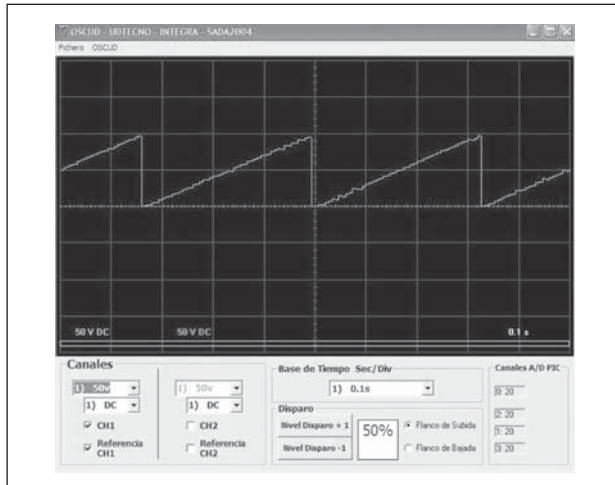 OSCUD - UDTECNO - INTEGRA - SADA2004
Fichero OSCUD
50 V DC 50 V DC 0.1 s
Canales
1) 50v 1) 50v
1) DC 1) DC
CH1 CH2
Referencia CH1 Referencia CH2
Base de Tiempo Sec/Div
1) 0.1s
Disparo
Nivel Disparo + 1
Nivel Disparo -1
50%
Flanco de Subida
Flanco de Bajada
Canales A/D PIC
0: 20
2: 20
1: 20
3: 20